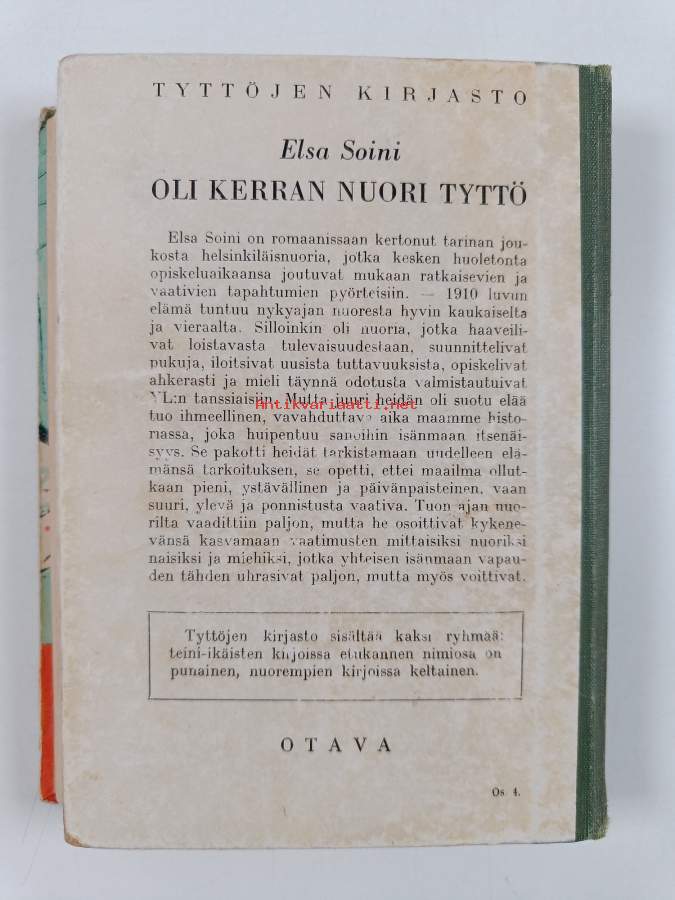 TYTTÖJEN KIRJASTO
Elsa Soini
OLI KERRAN NUORI TYTTÖ
Elsa Soini on romaanissaan kertonut tarinan jou-
kosta helsinkiläisnuoria, jotka kesken huoletonta
opiskeluaikaansa joutuvat mukaan ratkaisevien ja
vaativien tapahtumien pyörteisiin. — 1910 luvun
elämä tuntuu nykyajan nuoresta hyvin kaukaiselta
ja vieraalta. Silloinkin oli nuoria, jotka haaveili-
vat loistavasta tulevaisuudestaan, suunnittelivat
pukuja, iloitsivat uusista tuttavuuksista, opiskelivat
ahkerasti ja mieli täynnä odotusta valmistautuivat
YL:n tanssiaisiin. Mutta juuri heidän oli suotu elää
Antikvariaatti.net
tuo ihmeellinen, vavahduttava aika maamme histo-
riassa, joka huipentuu sanoihin isänmaan itsenäi-
syys. Se pakotti heidät tarkistamaan uudelleen elä-
mänsä tarkoituksen, se opetti, ettei maailma ollut-
kaan pieni, ystävällinen ja päivänpaisteinen, vaan
suuri, ylevä ja ponnistusta vaativa. Tuon ajan nuo-
rilta vaadittiin paljon, mutta he osoittivat kykene-
vänsä kasvamaan vaatimusten mittaisiksi nuoriksi
naisiksi ja miehiksi, jotka yhteisen isänmaan vapau-
den tähden uhrasivat paljon, mutta myös voittivat.
Tyttöjen kirjasto sisältää kaksi ryhmää:
teini-ikäisten kirjoissa etukannen nimiosa on
punainen, nuorempien kirjoissa keltainen.
OTAVA
Os. 4.